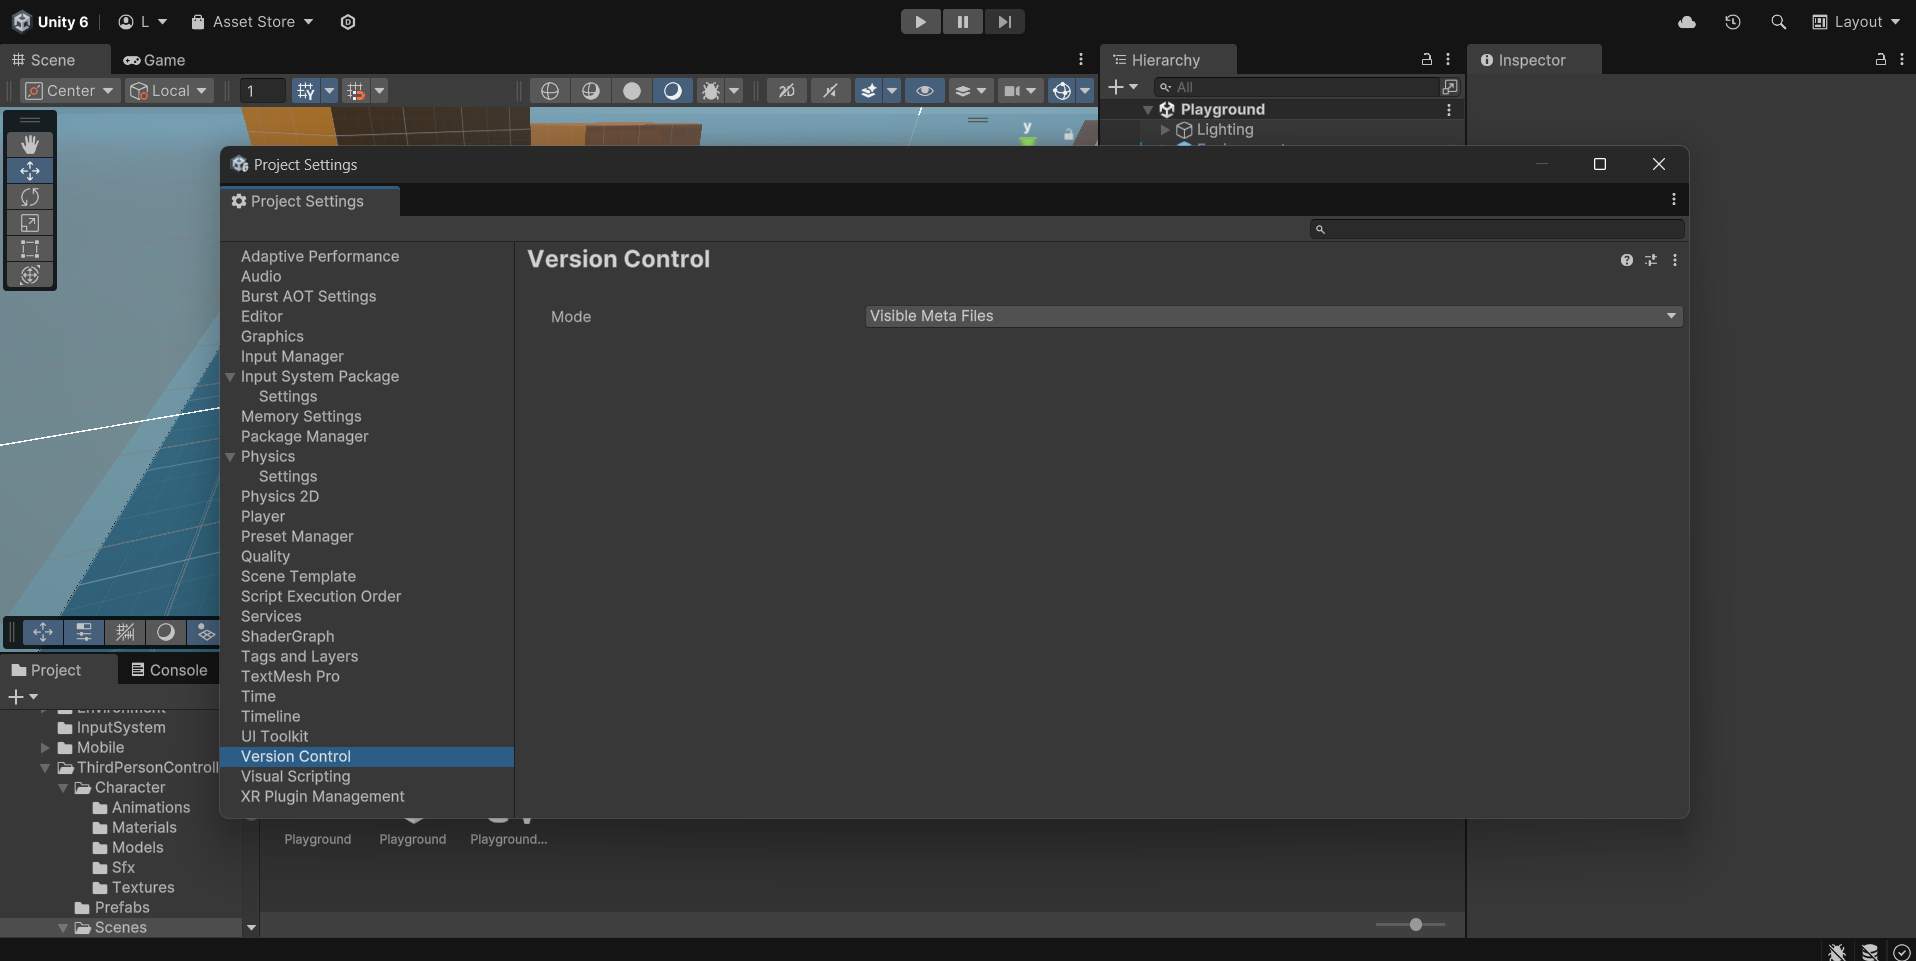 Unity 6
L
Asset Store
Layout
Scene
Game
Hierarchy
Inspector
Center
Local
1
2D
All
Playground
Lighting
y
Project Settings
Project Settings
Adaptive Performance
Audio
Burst AOT Settings
Editor
Graphics
Input Manager
Input System Package
Settings
Memory Settings
Package Manager
Physics
Settings
Physics 2D
Player
Preset Manager
Quality
Scene Template
Script Execution Order
Services
ShaderGraph
Tags and Layers
TextMesh Pro
Time
Timeline
UI Toolkit
Version Control
Visual Scripting
XR Plugin Management
Version Control
Mode
Visible Meta Files
Project
Console
Environment
InputSystem
Mobile
ThirdPersonControll
Character
Animations
Materials
Models
Sfx
Textures
Prefabs
Scenes
Playground
Playground
Playground...